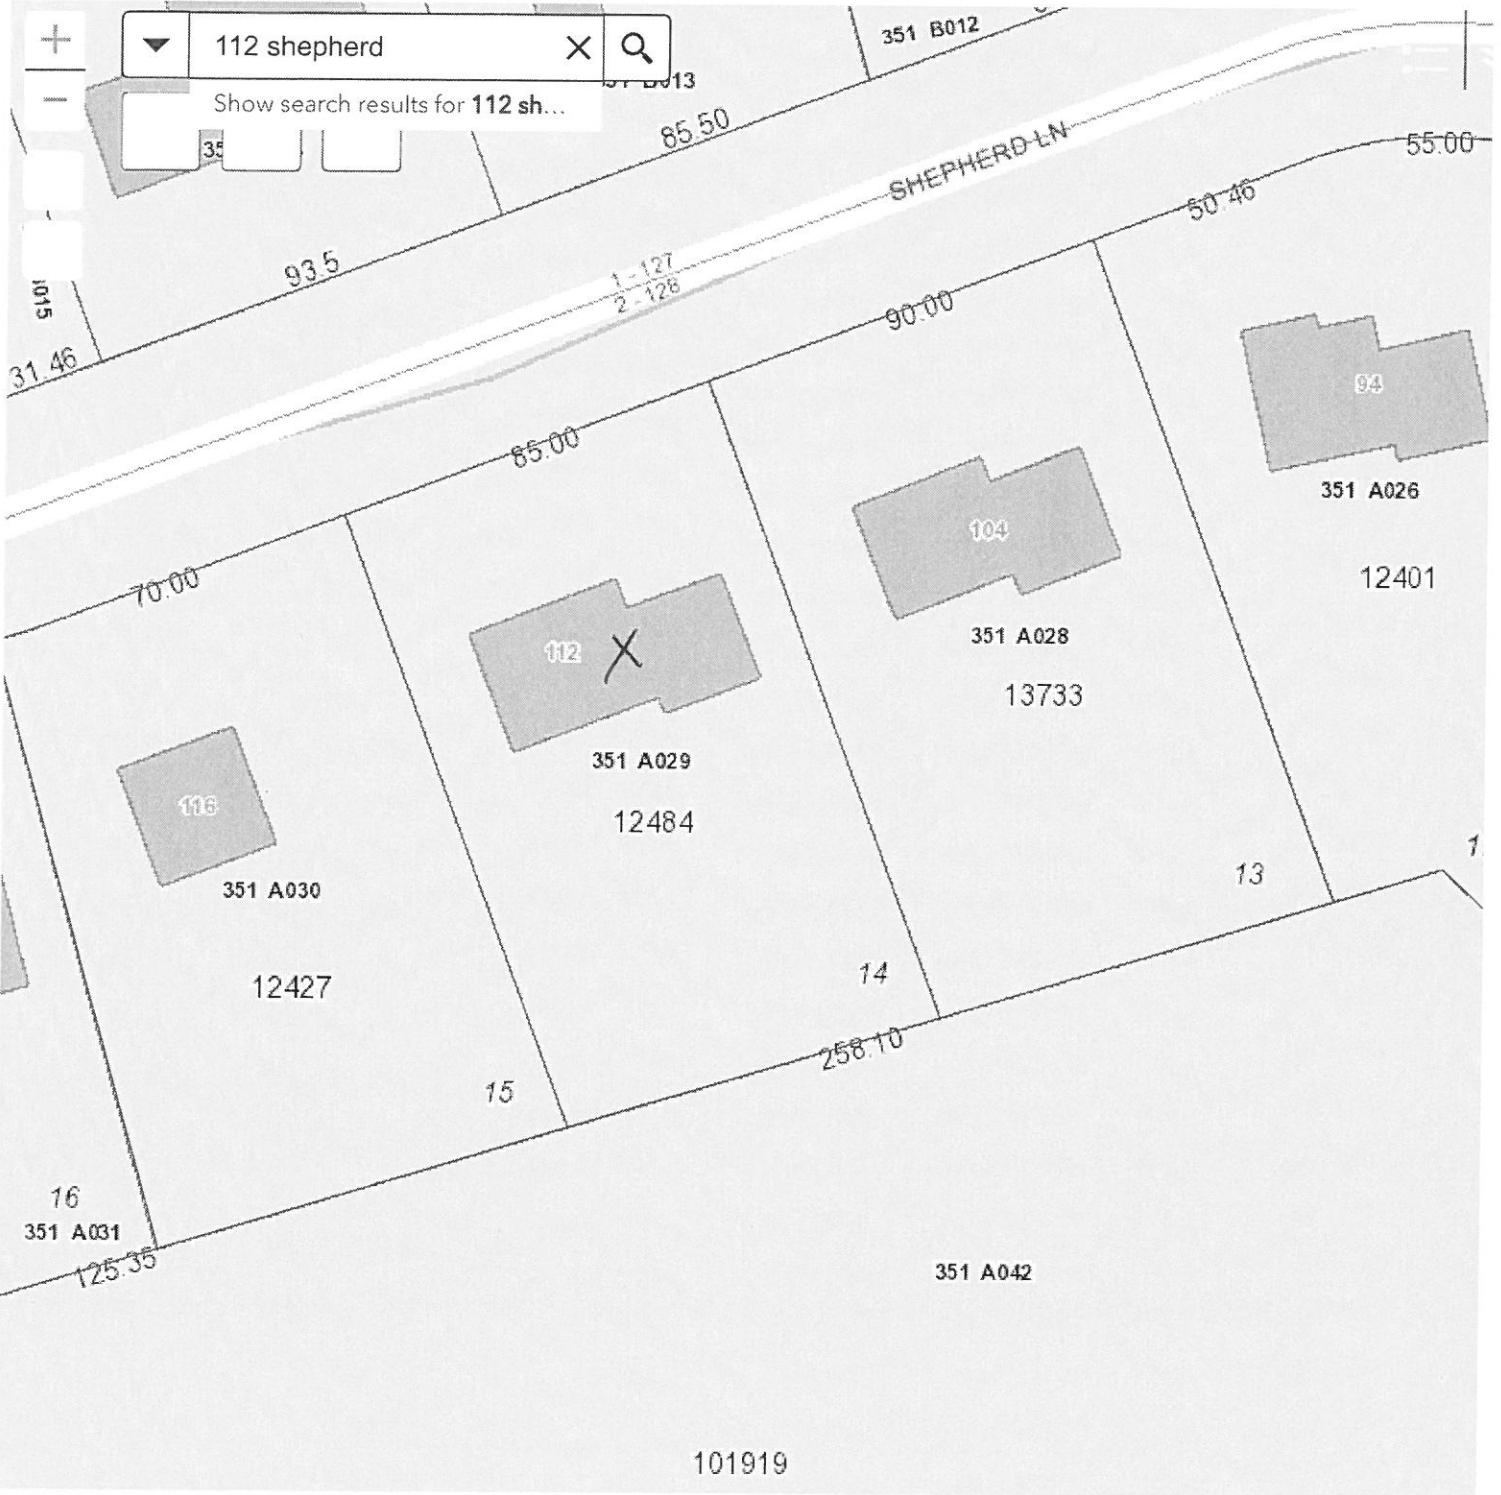 +
112 shepherd
351 B012
Show search results for 112 sh...
−
B013
35
85.50
SHEPHERD LN
55.00
50.46
93.5
1 - 127
2 - 128
31.46
90.00
94
85.00
351 A026
104
12401
70.00
351 A028
112 X
13733
351 A029
116
12484
351 A030
13
14
12427
258.10
15
16
351 A031
125.35
351 A042
101919